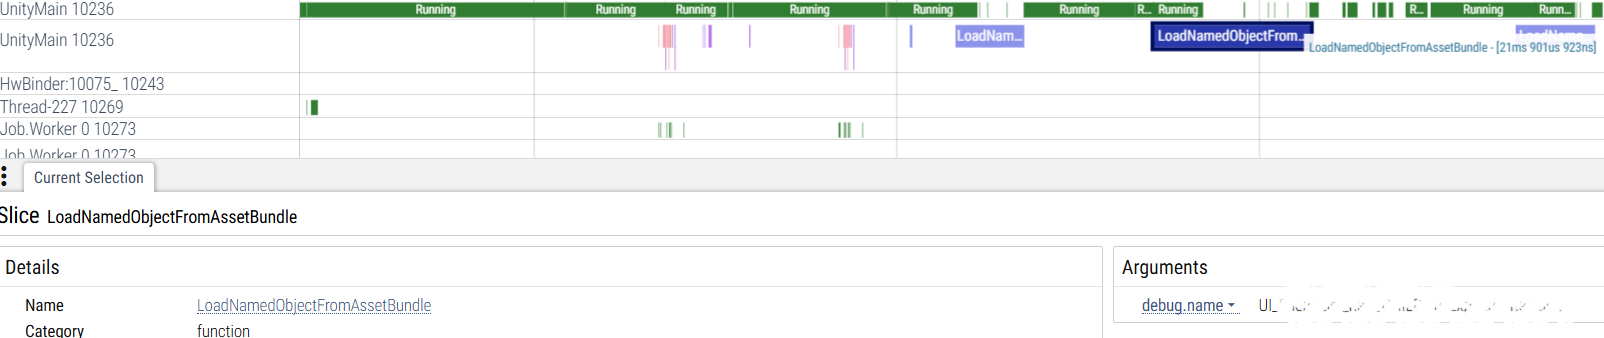 UnityMain 10236 Running Running Running Running Running Running R... Running R... Running Runn...
UnityMain 10236 LoadNam... LoadNamedObjectFrom...
LoadNamedObjectFromAssetBundle - [21ms 901us 923ns]
HwBinder:10075_ 10243
Thread-227 10269
Job.Worker 0 10273
Job.Worker 0 10273
Current Selection
Slice LoadNamedObjectFromAssetBundle
Details
Arguments
Name LoadNamedObjectFromAssetBundle
debug.name UI_
Category function